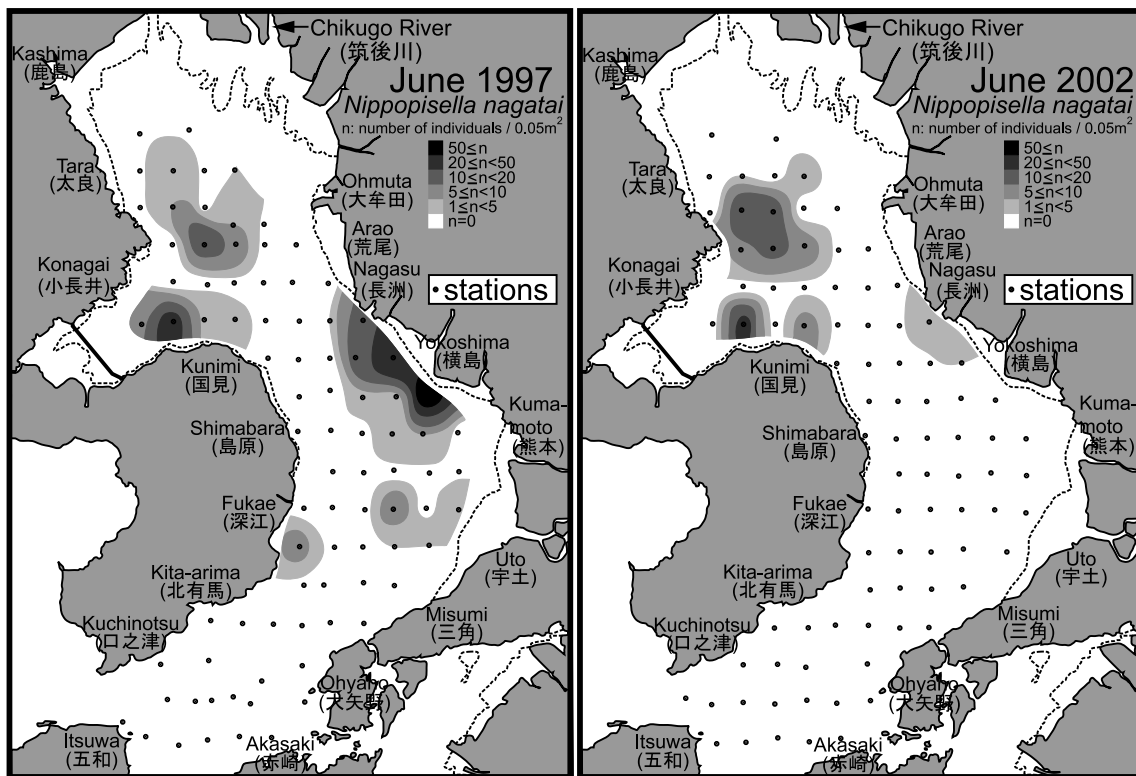 Chikugo River
(筑後川)
Kashima
(鹿島)
June 1997
Nippopisella nagatai
n: number of individuals / 0.05m²
50≤n
20≤n<50
10≤n<20
5≤n<10
1≤n<5
n=0
Tara
(太良)
Ohmuta
(大牟田)
Arao
(荒尾)
Konagai
(小長井)
Nagasu
(長洲)
stations
Yokoshima
(横島)
Kunimi
(国見)
Kuma-
moto
(熊本)
Shimabara
(島原)
Fukae
(深江)
Uto
(宇土)
Kita-arima
(北有馬)
Misumi
(三角)
Kuchinotsu
(口之津)
Ohyano
(大矢野)
Itsuwa
(五和)
Akasaki
(赤崎)
Chikugo River
(筑後川)
Kashima
(鹿島)
June 2002
Nippopisella nagatai
n: number of individuals / 0.05m²
50≤n
20≤n<50
10≤n<20
5≤n<10
1≤n<5
n=0
Tara
(太良)
Ohmuta
(大牟田)
Arao
(荒尾)
Konagai
(小長井)
Nagasu
(長洲)
stations
Yokoshima
(横島)
Kunimi
(国見)
Kuma-
moto
(熊本)
Shimabara
(島原)
Fukae
(深江)
Uto
(宇土)
Kita-arima
(北有馬)
Misumi
(三角)
Kuchinotsu
(口之津)
Ohyano
(大矢野)
Itsuwa
(五和)
Akasaki
(赤崎)